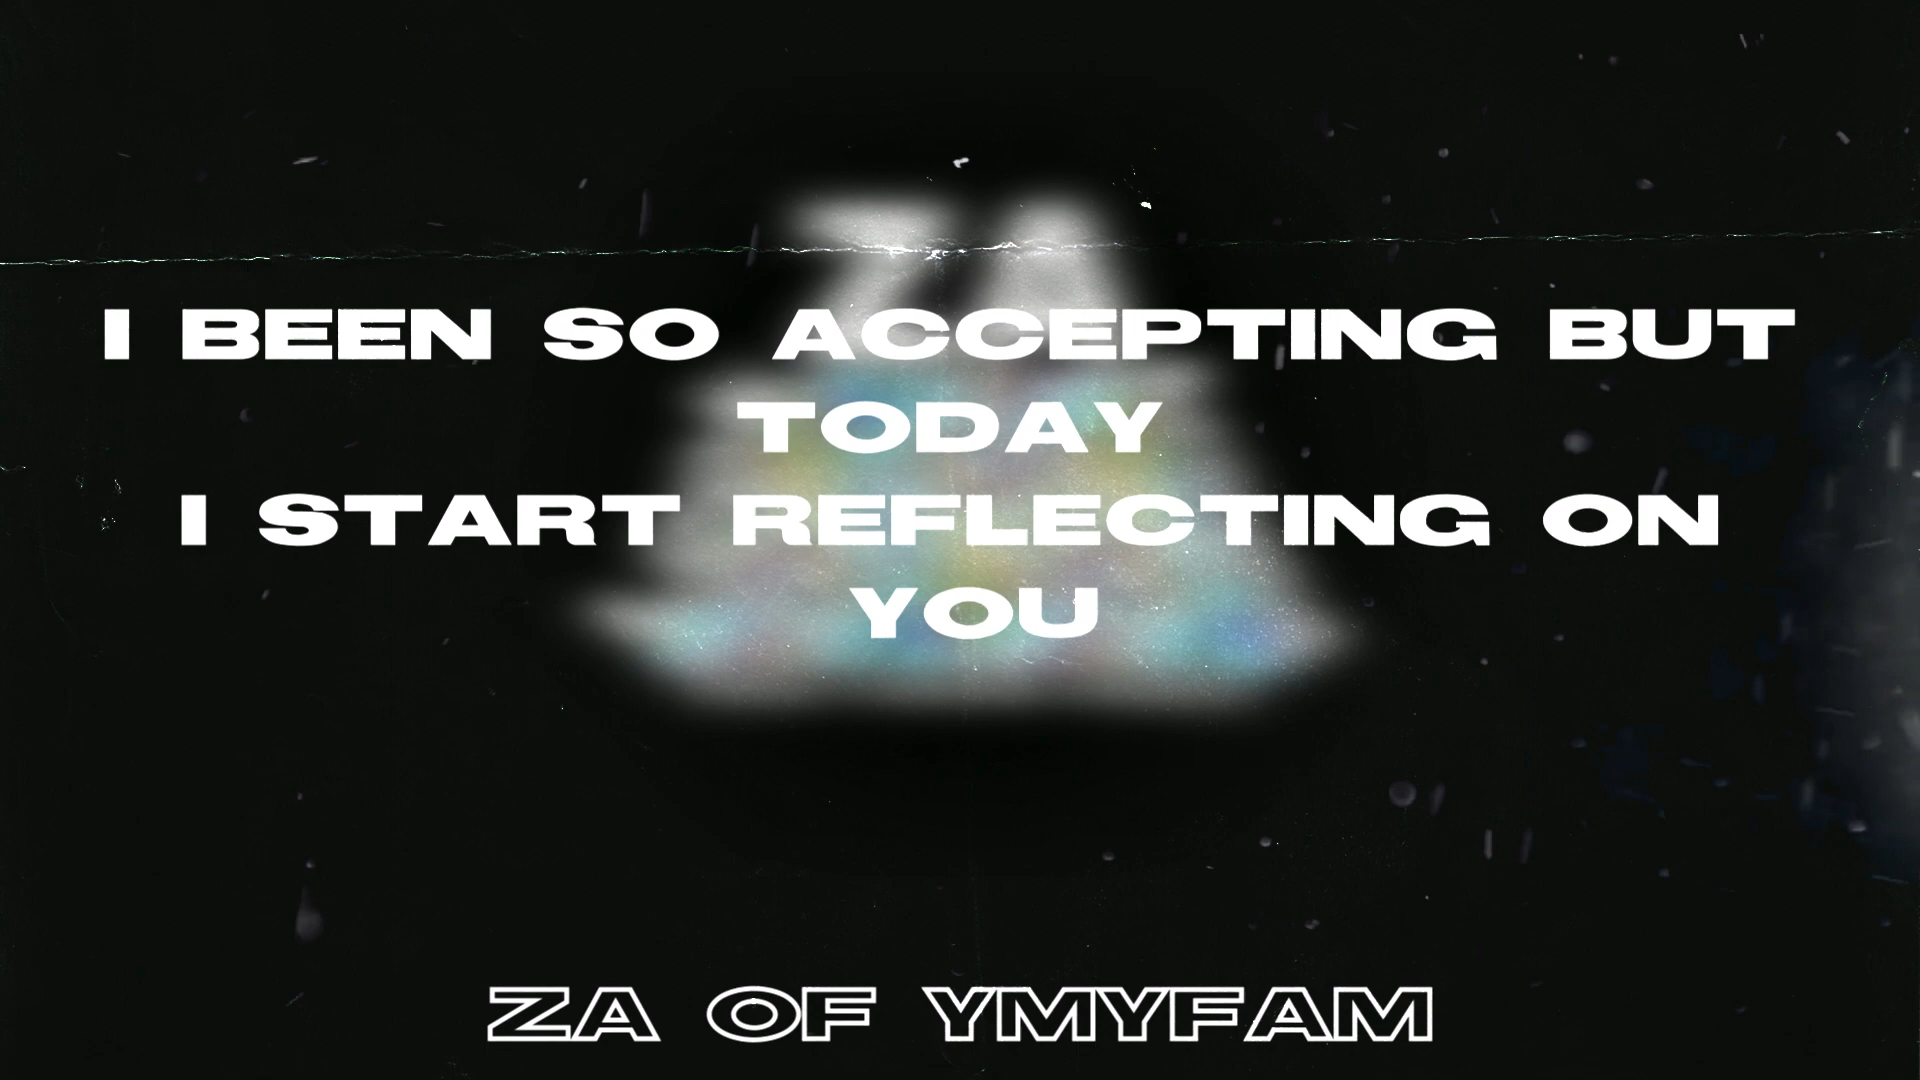 I BEEN SO ACCEPTING BUT
TODAY
I START REFLECTING ON
YOU
ZA OF YMYFAM